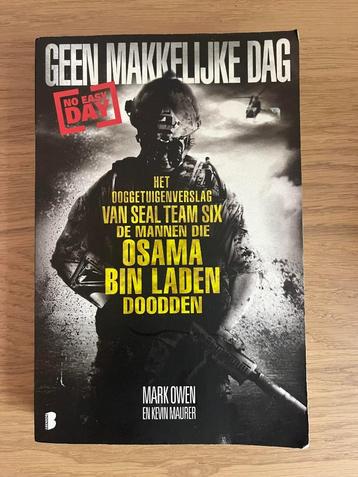 GEEN MAKKELIJKE DAG
NO EASY
DAY
HET
OOGGETUIGENVERSLAG
VAN SEAL TEAM SIX
DE MANNEN DIE
OSAMA
BIN LADEN
DOODDEN
MARK OWEN
EN KEVIN MAURER
B